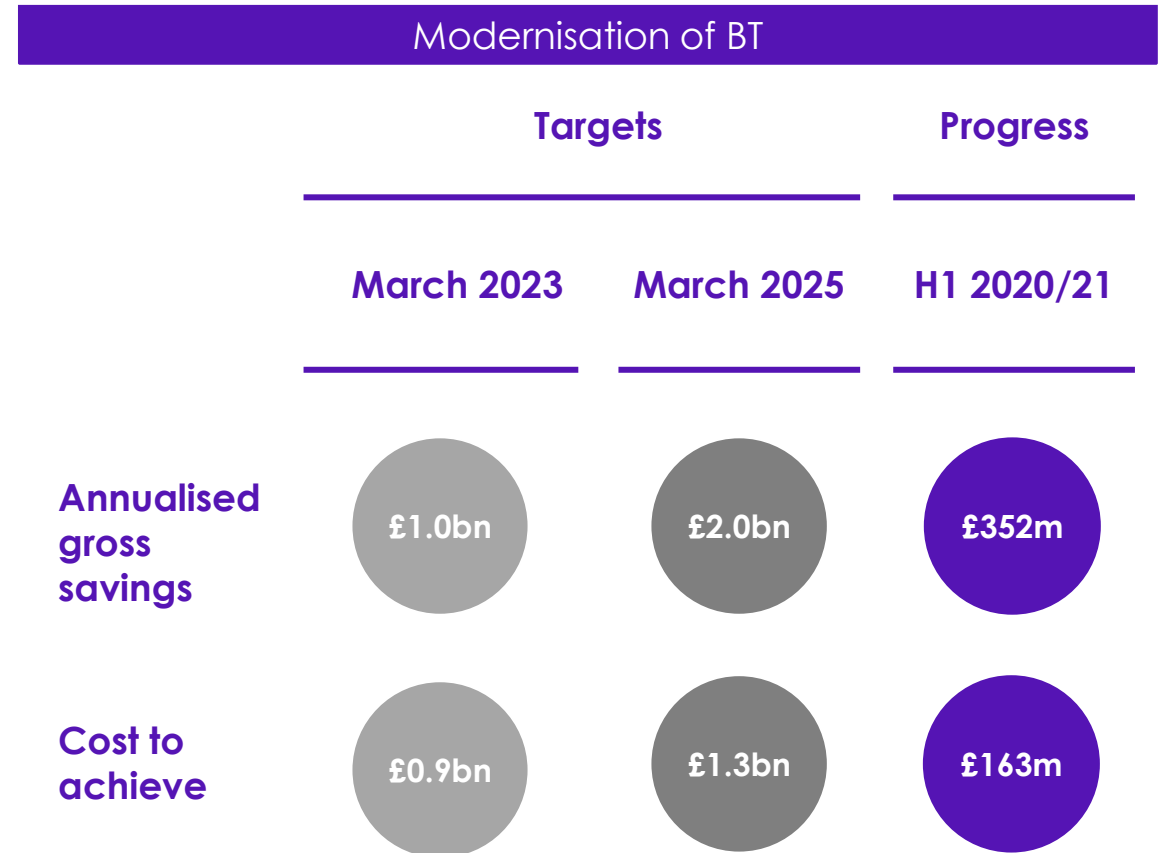 Modernisation of BT
Targets
Progress
March 2023
March 2025
H1 2020/21
Annualised
gross
savings
£1.0bn
£2.0bn
£352m
Cost to
achieve
£0.9bn
£1.3bn
£163m